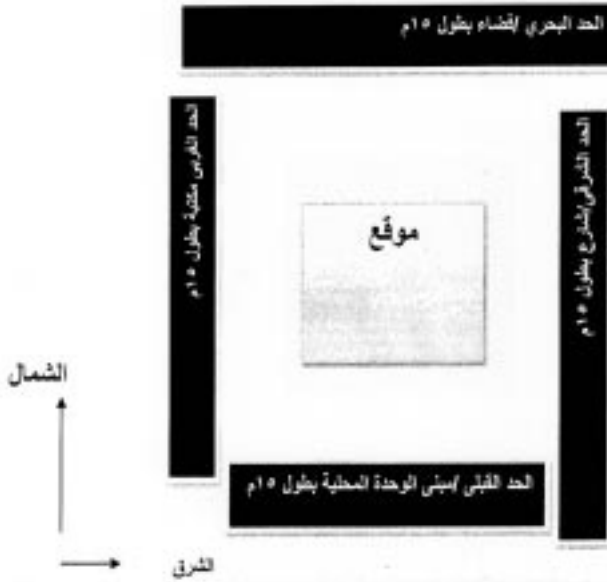 الحد البحري /فضاء بطول ١٥م
الحد الغربي مكتبة بطول ١٥م
الحد الشرقي/شارع بطول ١٥م
موقع
الشمال
الحد القبلي /مبنى الوحدة المحلية بطول ١٥م
الشرق